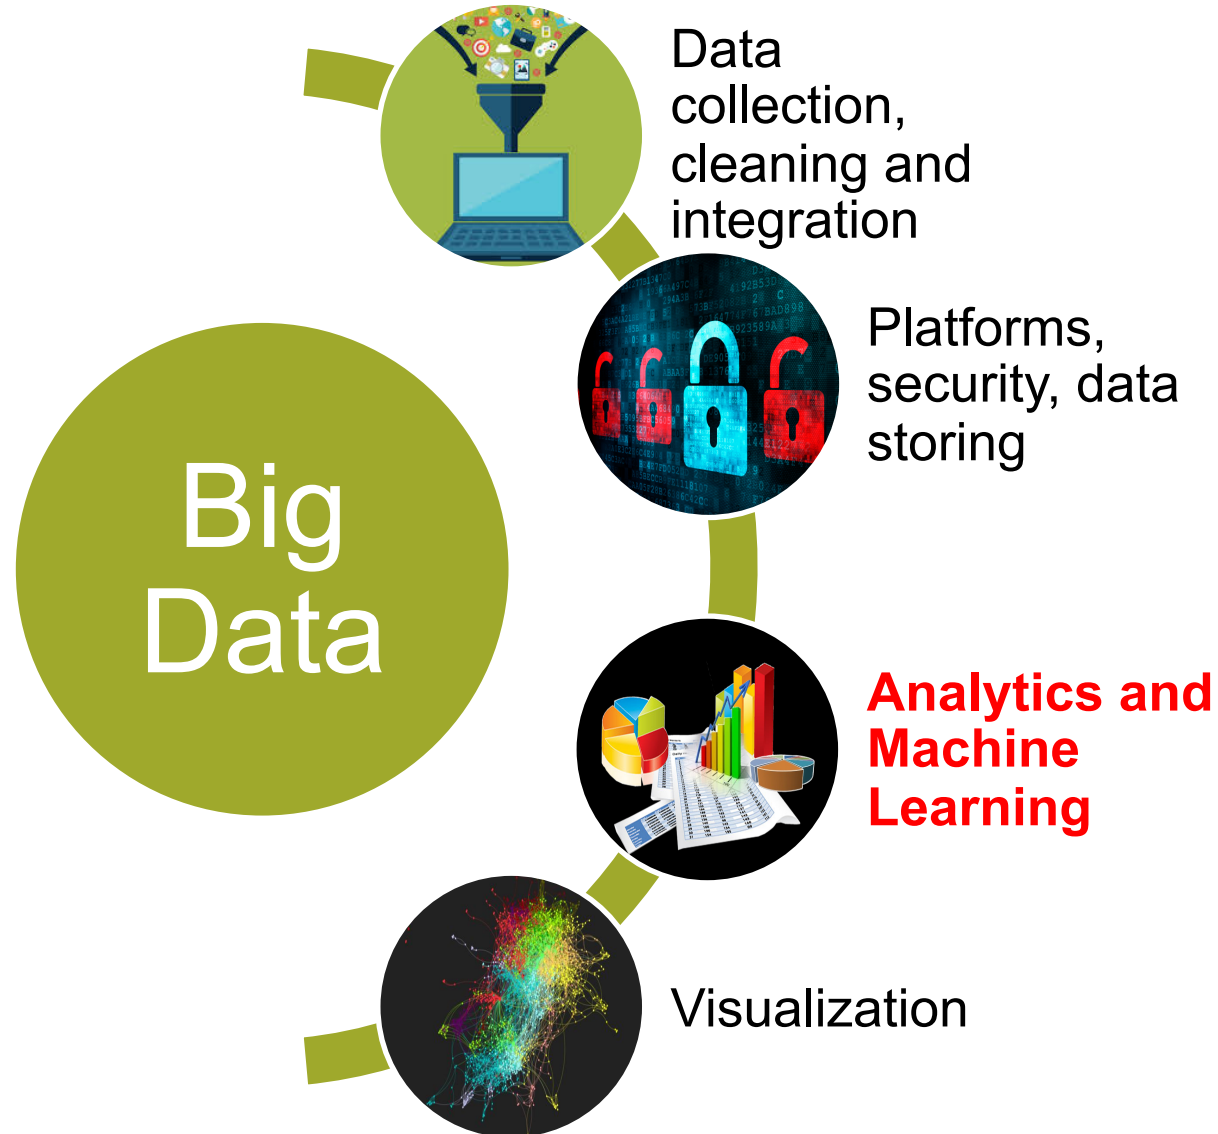 Data
collection,
cleaning and
integration
Platforms,
security, data
storing
Big
Data
Analytics and
Machine
Learning
Visualization